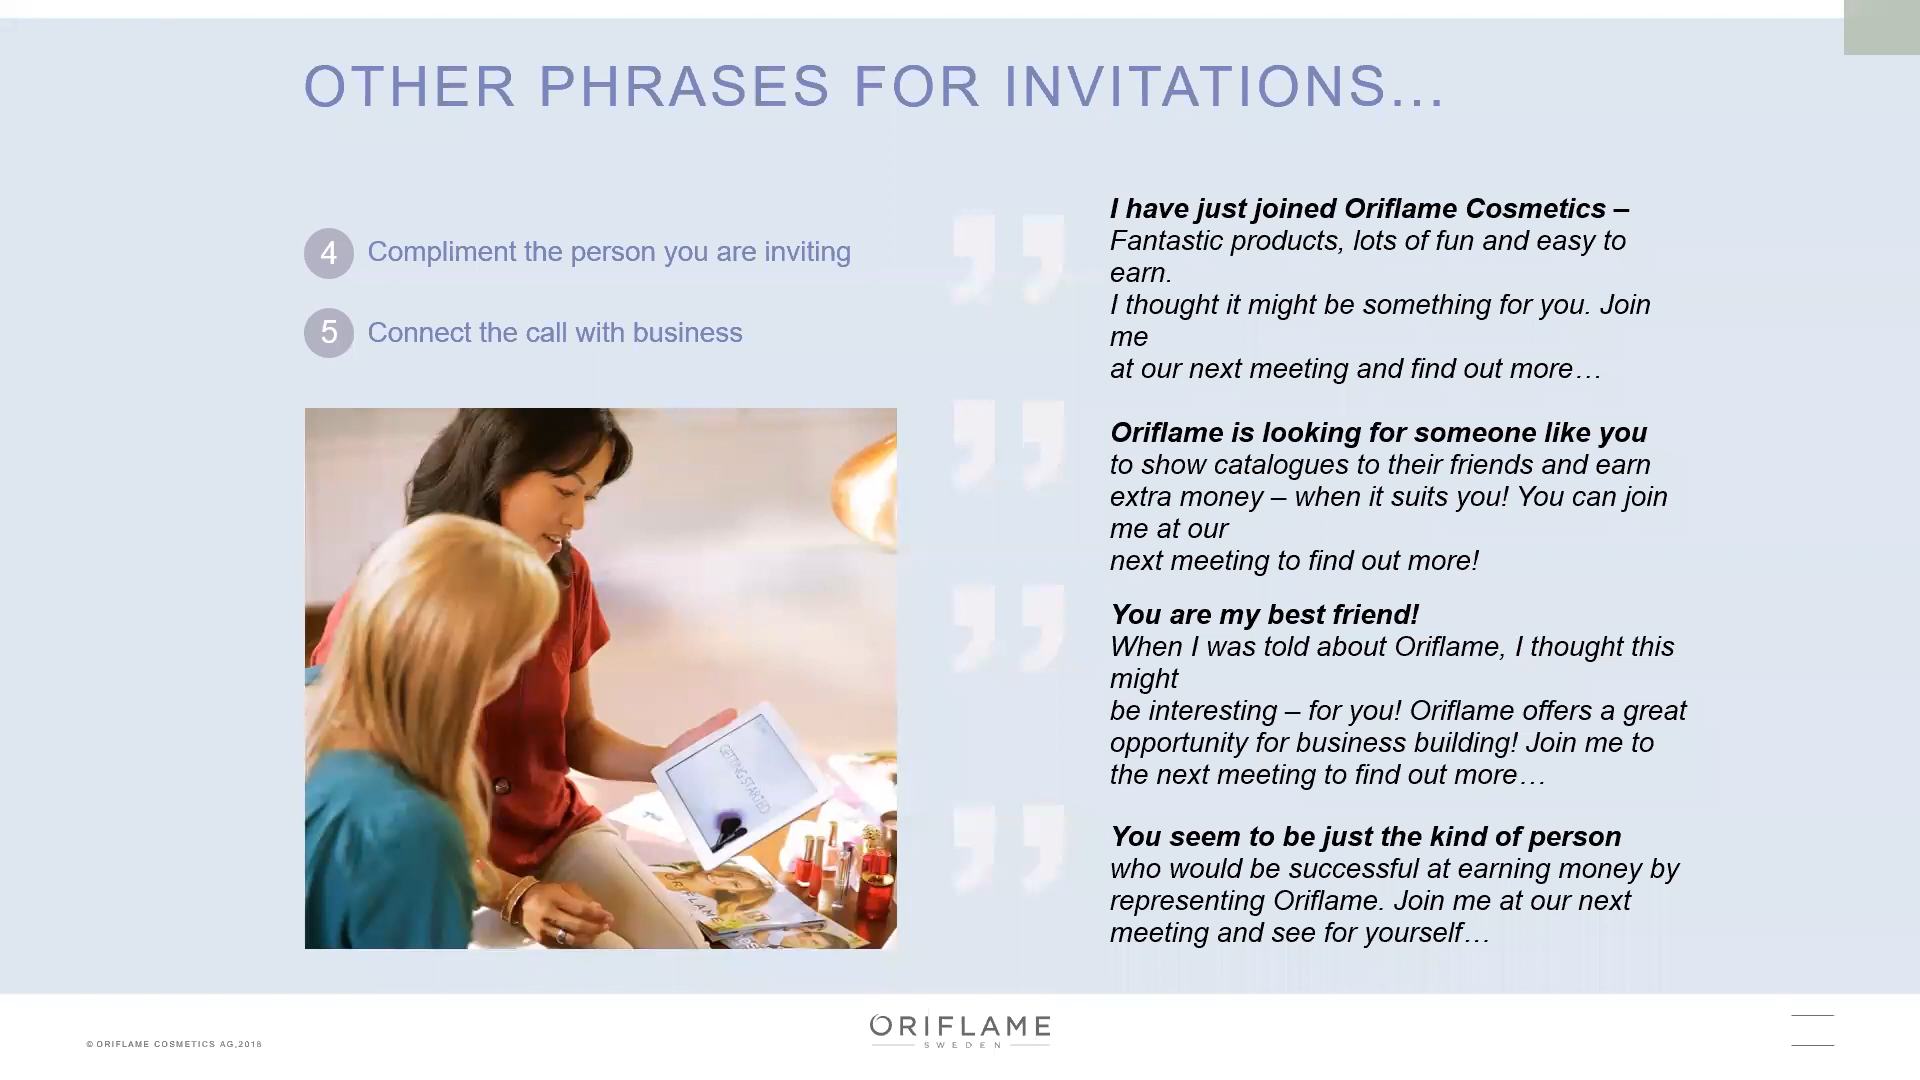 OTHER PHRASES FOR INVITATIONS...
4 Compliment the person you are inviting
5 Connect the call with business
I have just joined Oriflame Cosmetics –
Fantastic products, lots of fun and easy to
earn.
I thought it might be something for you. Join
me
at our next meeting and find out more…
Oriflame is looking for someone like you
to show catalogues to their friends and earn
extra money – when it suits you! You can join
me at our
next meeting to find out more!
You are my best friend!
When I was told about Oriflame, I thought this
might
be interesting – for you! Oriflame offers a great
opportunity for business building! Join me to
the next meeting to find out more…
You seem to be just the kind of person
who would be successful at earning money by
representing Oriflame. Join me at our next
meeting and see for yourself…
GETTING STARTED
ORIFLAME
© ORIFLAME COSMETICS AG,2016
ORIFLAME
SWEDEN